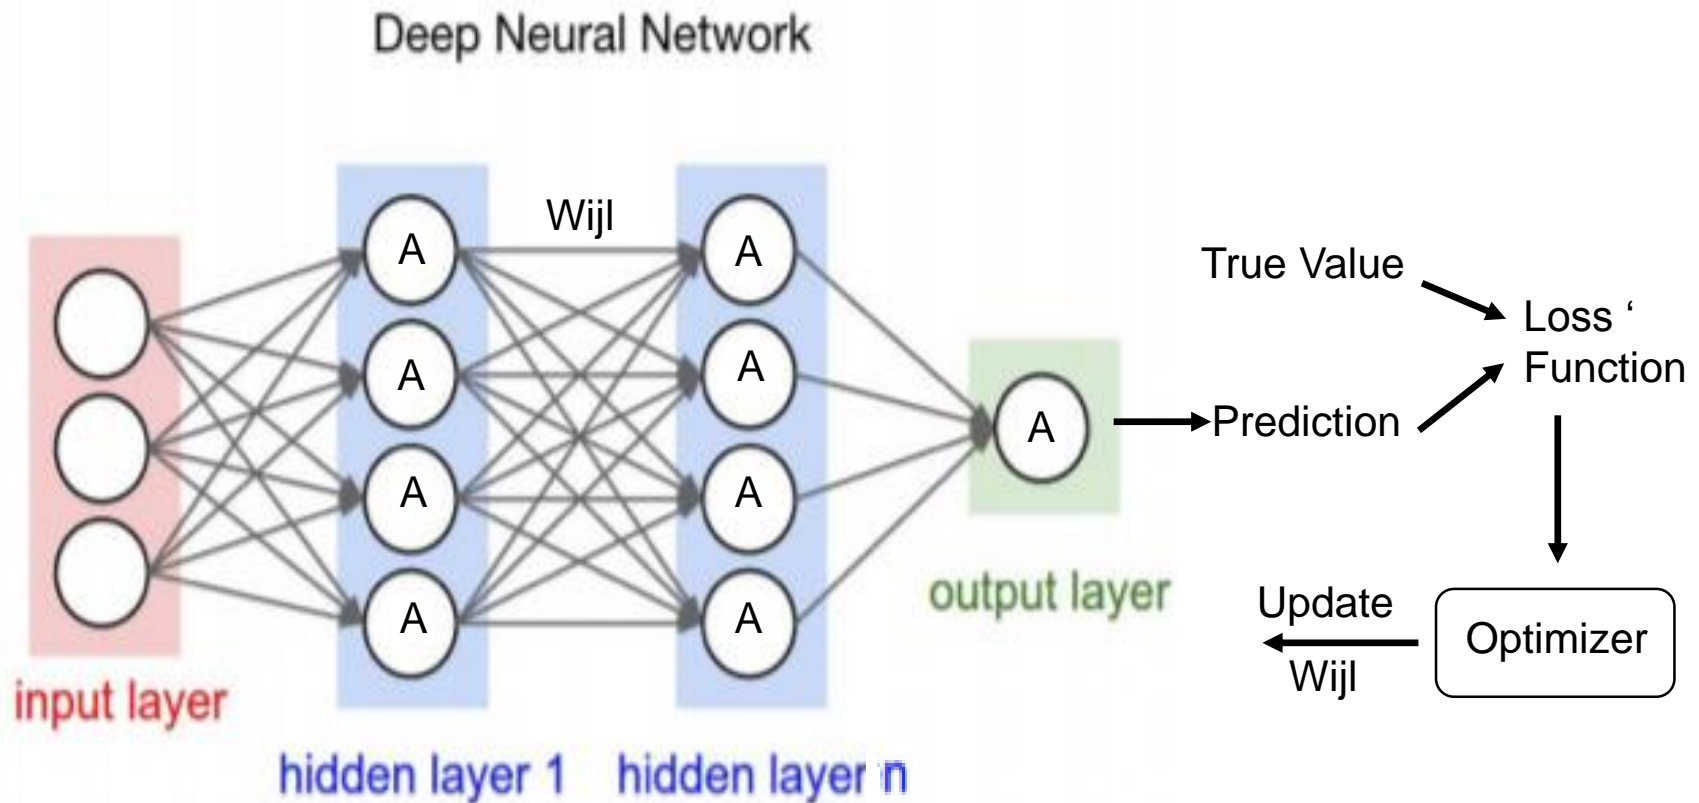 Deep Neural Network
Wijl
A
A
A
A
A
A
A
A
A
True Value
Loss ‘
Function
Prediction
input layer
hidden layer 1
hidden layer n
output layer
Update
Wijl
Optimizer